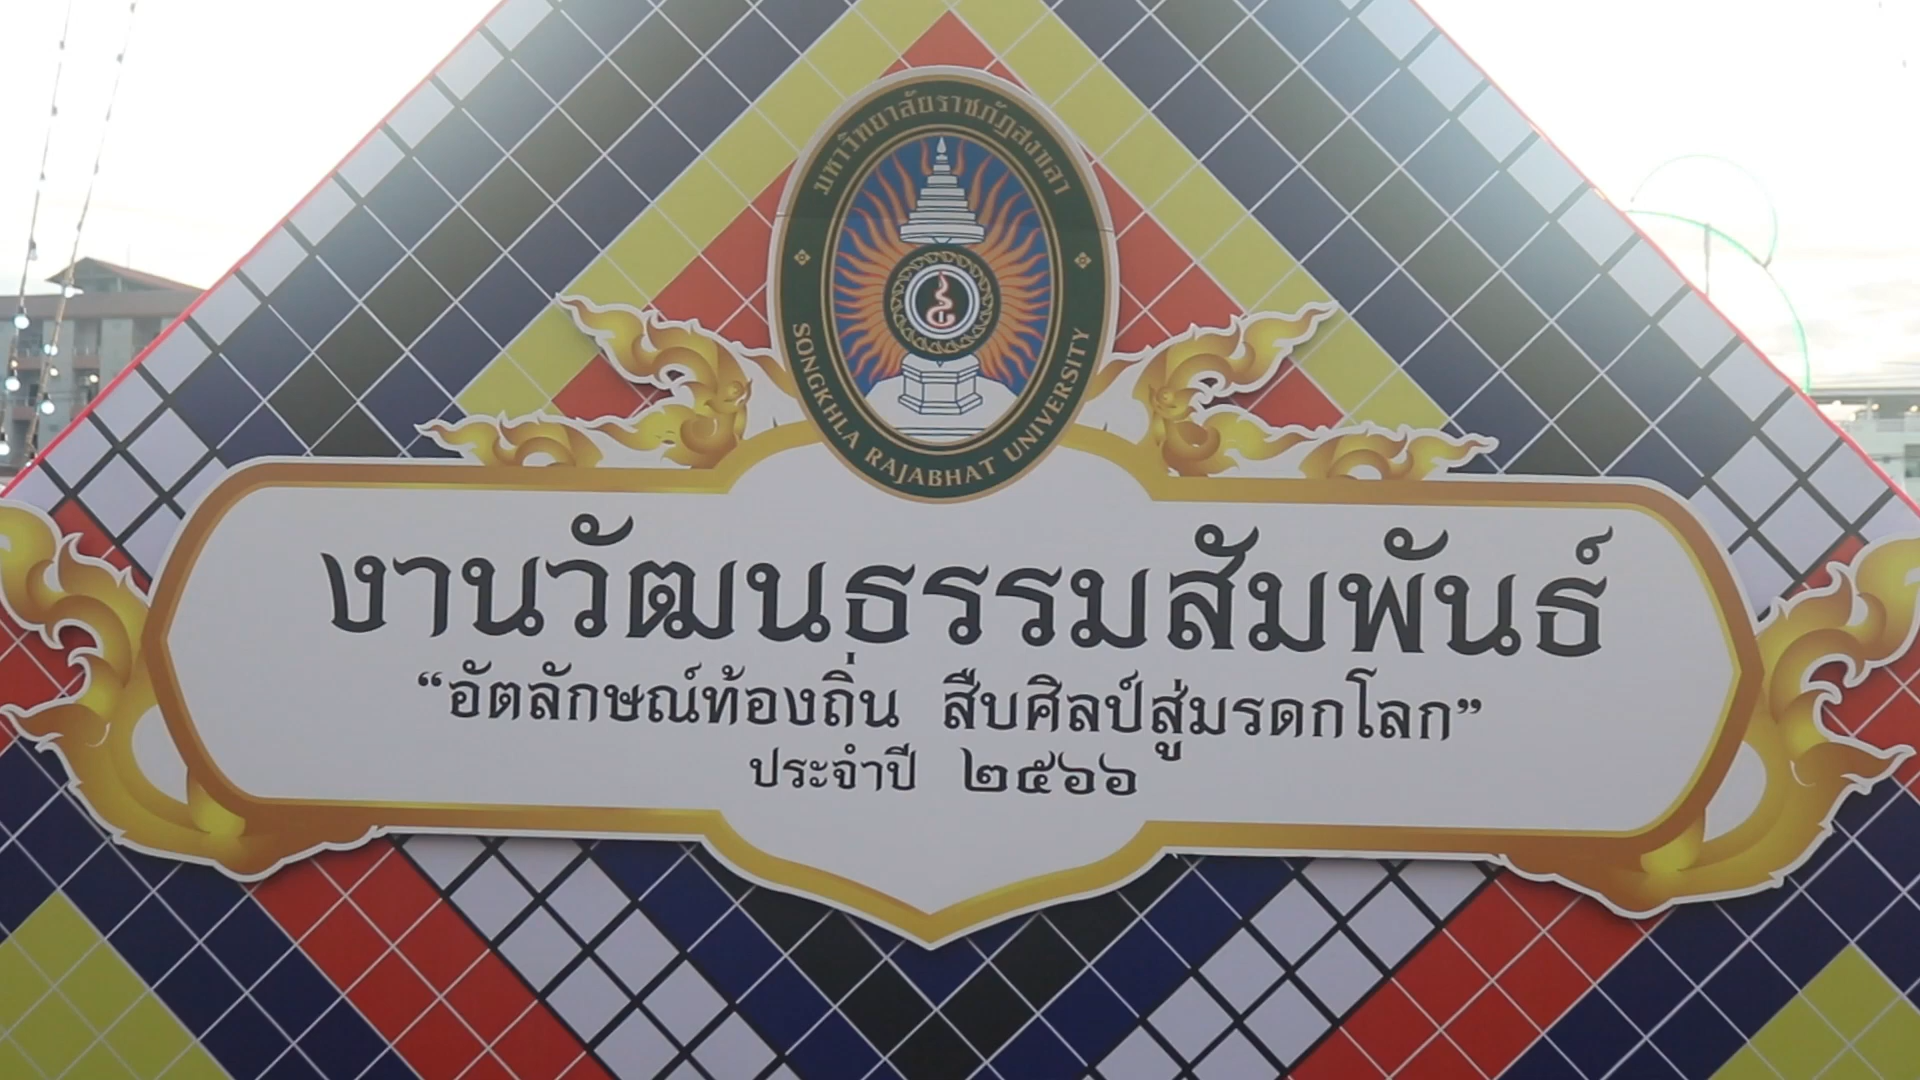 มหาวิทยาลัยราชภัฏสงขลา
SONGKHLA RAJABHAT UNIVERSITY
งานวัฒนธรรมสัมพันธ์
“อัตลักษณ์ท้องถิ่น สืบศิลป์สู่มรดกโลก”
ประจำปี ๒๕๖๖